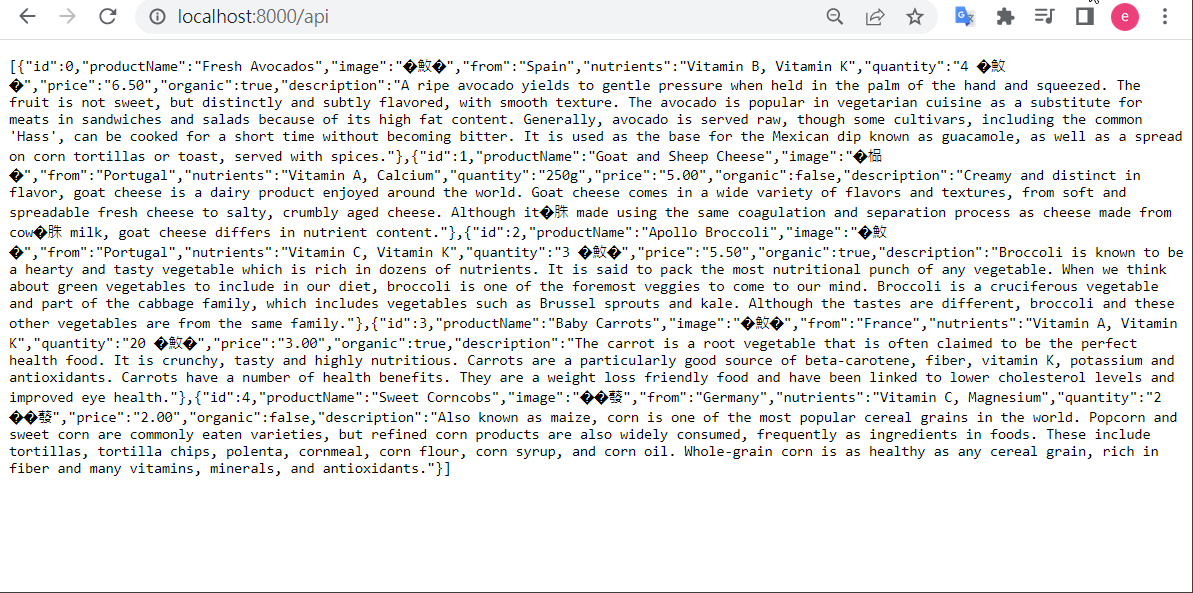 localhost:8000/api
e
[{"id":0,"productName":"Fresh Avocados","image":"�敹�","from":"Spain","nutrients":"Vitamin B, Vitamin K","quantity":"4 �敹
�","price":"6.50","organic":true,"description":"A ripe avocado yields to gentle pressure when held in the palm of the hand and squeezed. The
fruit is not sweet, but distinctly and subtly flavored, with smooth texture. The avocado is popular in vegetarian cuisine as a substitute for
meats in sandwiches and salads because of its high fat content. Generally, avocado is served raw, though some cultivars, including the common
'Hass', can be cooked for a short time without becoming bitter. It is used as the base for the Mexican dip known as guacamole, as well as a spread
on corn tortillas or toast, served with spices."},{"id":1,"productName":"Goat and Sheep Cheese","image":"�
�","from":"Portugal","nutrients":"Vitamin A, Calcium","quantity":"250g","price":"5.00","organic":false,"description":"Creamy and distinct in
flavor, goat cheese is a dairy product enjoyed around the world. Goat cheese comes in a wide variety of flavors and textures, from soft and
spreadable fresh cheese to salty, crumbly aged cheese. Although it� made using the same coagulation and separation process as cheese made from
cow� milk, goat cheese differs in nutrient content."},{"id":2,"productName":"Apollo Broccoli","image":"�
�","from":"Portugal","nutrients":"Vitamin C, Vitamin K","quantity":"3 ��","price":"5.50","organic":true,"description":"Broccoli is known to be
a hearty and tasty vegetable which is rich in dozens of nutrients. It is said to pack the most nutritional punch of any vegetable. When we think
about green vegetables to include in our diet, broccoli is one of the foremost veggies to come to our mind. Broccoli is a cruciferous vegetable
and part of the cabbage family, which includes vegetables such as Brussel sprouts and kale. Although the tastes are different, broccoli and these
other vegetables are from the same family."},{"id":3,"productName":"Baby Carrots","image":"��","from":"France","nutrients":"Vitamin A, Vitamin
K","quantity":"20 ��","price":"3.00","organic":true,"description":"The carrot is a root vegetable that is often claimed to be the perfect
health food. It is crunchy, tasty and highly nutritious. Carrots are a particularly good source of beta-carotene, fiber, vitamin K, potassium and
antioxidants. Carrots have a number of health benefits. They are a weight loss friendly food and have been linked to lower cholesterol levels and
improved eye health."},{"id":4,"productName":"Sweet Corncobs","image":"��","from":"Germany","nutrients":"Vitamin C, Magnesium","quantity":"2
��","price":"2.00","organic":false,"description":"Also known as maize, corn is one of the most popular cereal grains in the world. Popcorn and
sweet corn are commonly eaten varieties, but refined corn products are also widely consumed, frequently as ingredients in foods. These include
tortillas, tortilla chips, polenta, cornmeal, corn flour, corn syrup, and corn oil. Whole-grain corn is as healthy as any cereal grain, rich in
fiber and many vitamins, minerals, and antioxidants."}]